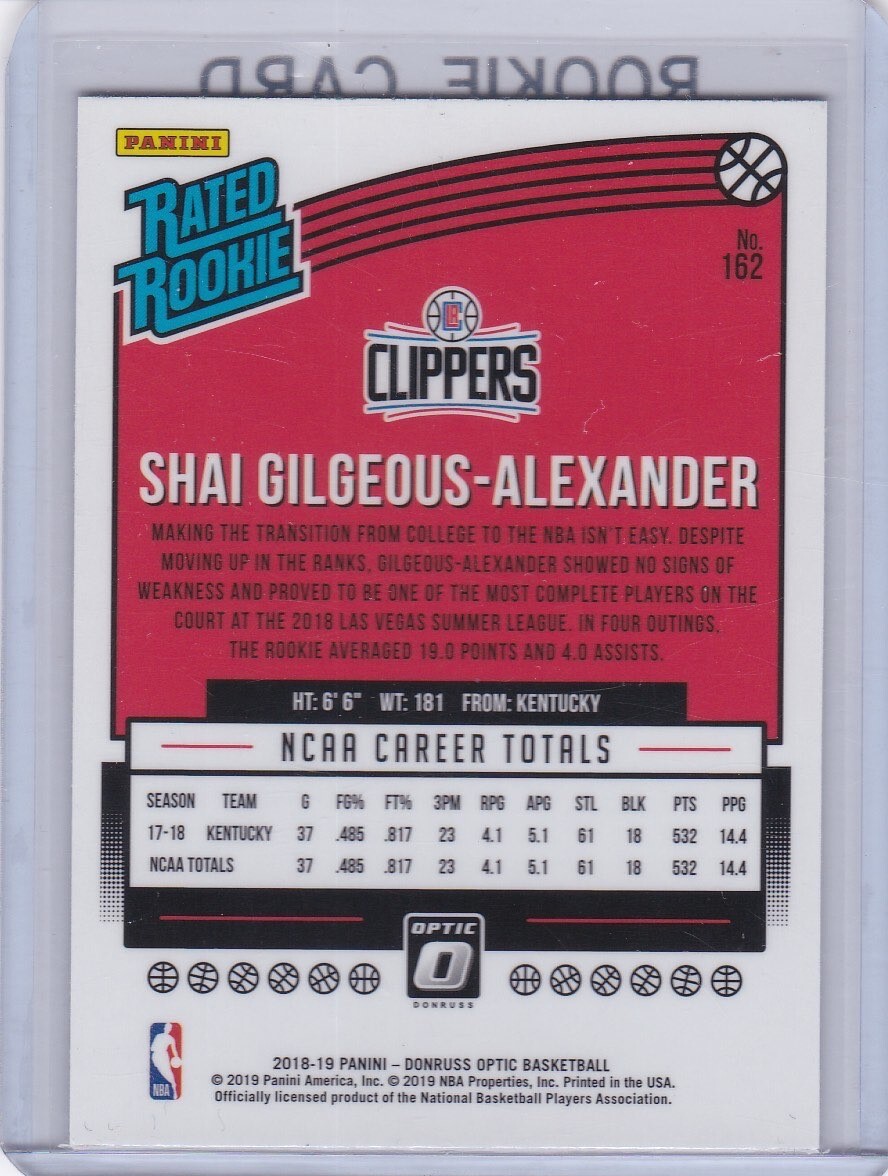 ROOKIE CARD
PANINI
RATED
ROOKIE
No.
162
LA
C
CLIPPERS
SHAI GILGEOUS-ALEXANDER
MAKING THE TRANSITION FROM COLLEGE TO THE NBA ISN'T EASY. DESPITE
MOVING UP IN THE RANKS, GILGEOUS-ALEXANDER SHOWED NO SIGNS OF
WEAKNESS AND PROVED TO BE ONE OF THE MOST COMPLETE PLAYERS ON THE
COURT AT THE 2018 LAS VEGAS SUMMER LEAGUE. IN FOUR OUTINGS,
THE ROOKIE AVERAGED 19.0 POINTS AND 4.0 ASSISTS.
HT: 6' 6" WT: 181 FROM: KENTUCKY
NCAA CAREER TOTALS
SEASON TEAM G FG% FT% 3PM RPG APG STL BLK PTS PPG
17-18 KENTUCKY 37 .485 .817 23 4.1 5.1 61 18 532 14.4
NCAA TOTALS 37 .485 .817 23 4.1 5.1 61 18 532 14.4
OPTIC
O
DONRUSS
NBA
2018-19 PANINI – DONRUSS OPTIC BASKETBALL
© 2019 Panini America, Inc. © 2019 NBA Properties, Inc. Printed in the USA.
Officially licensed product of the National Basketball Players Association.